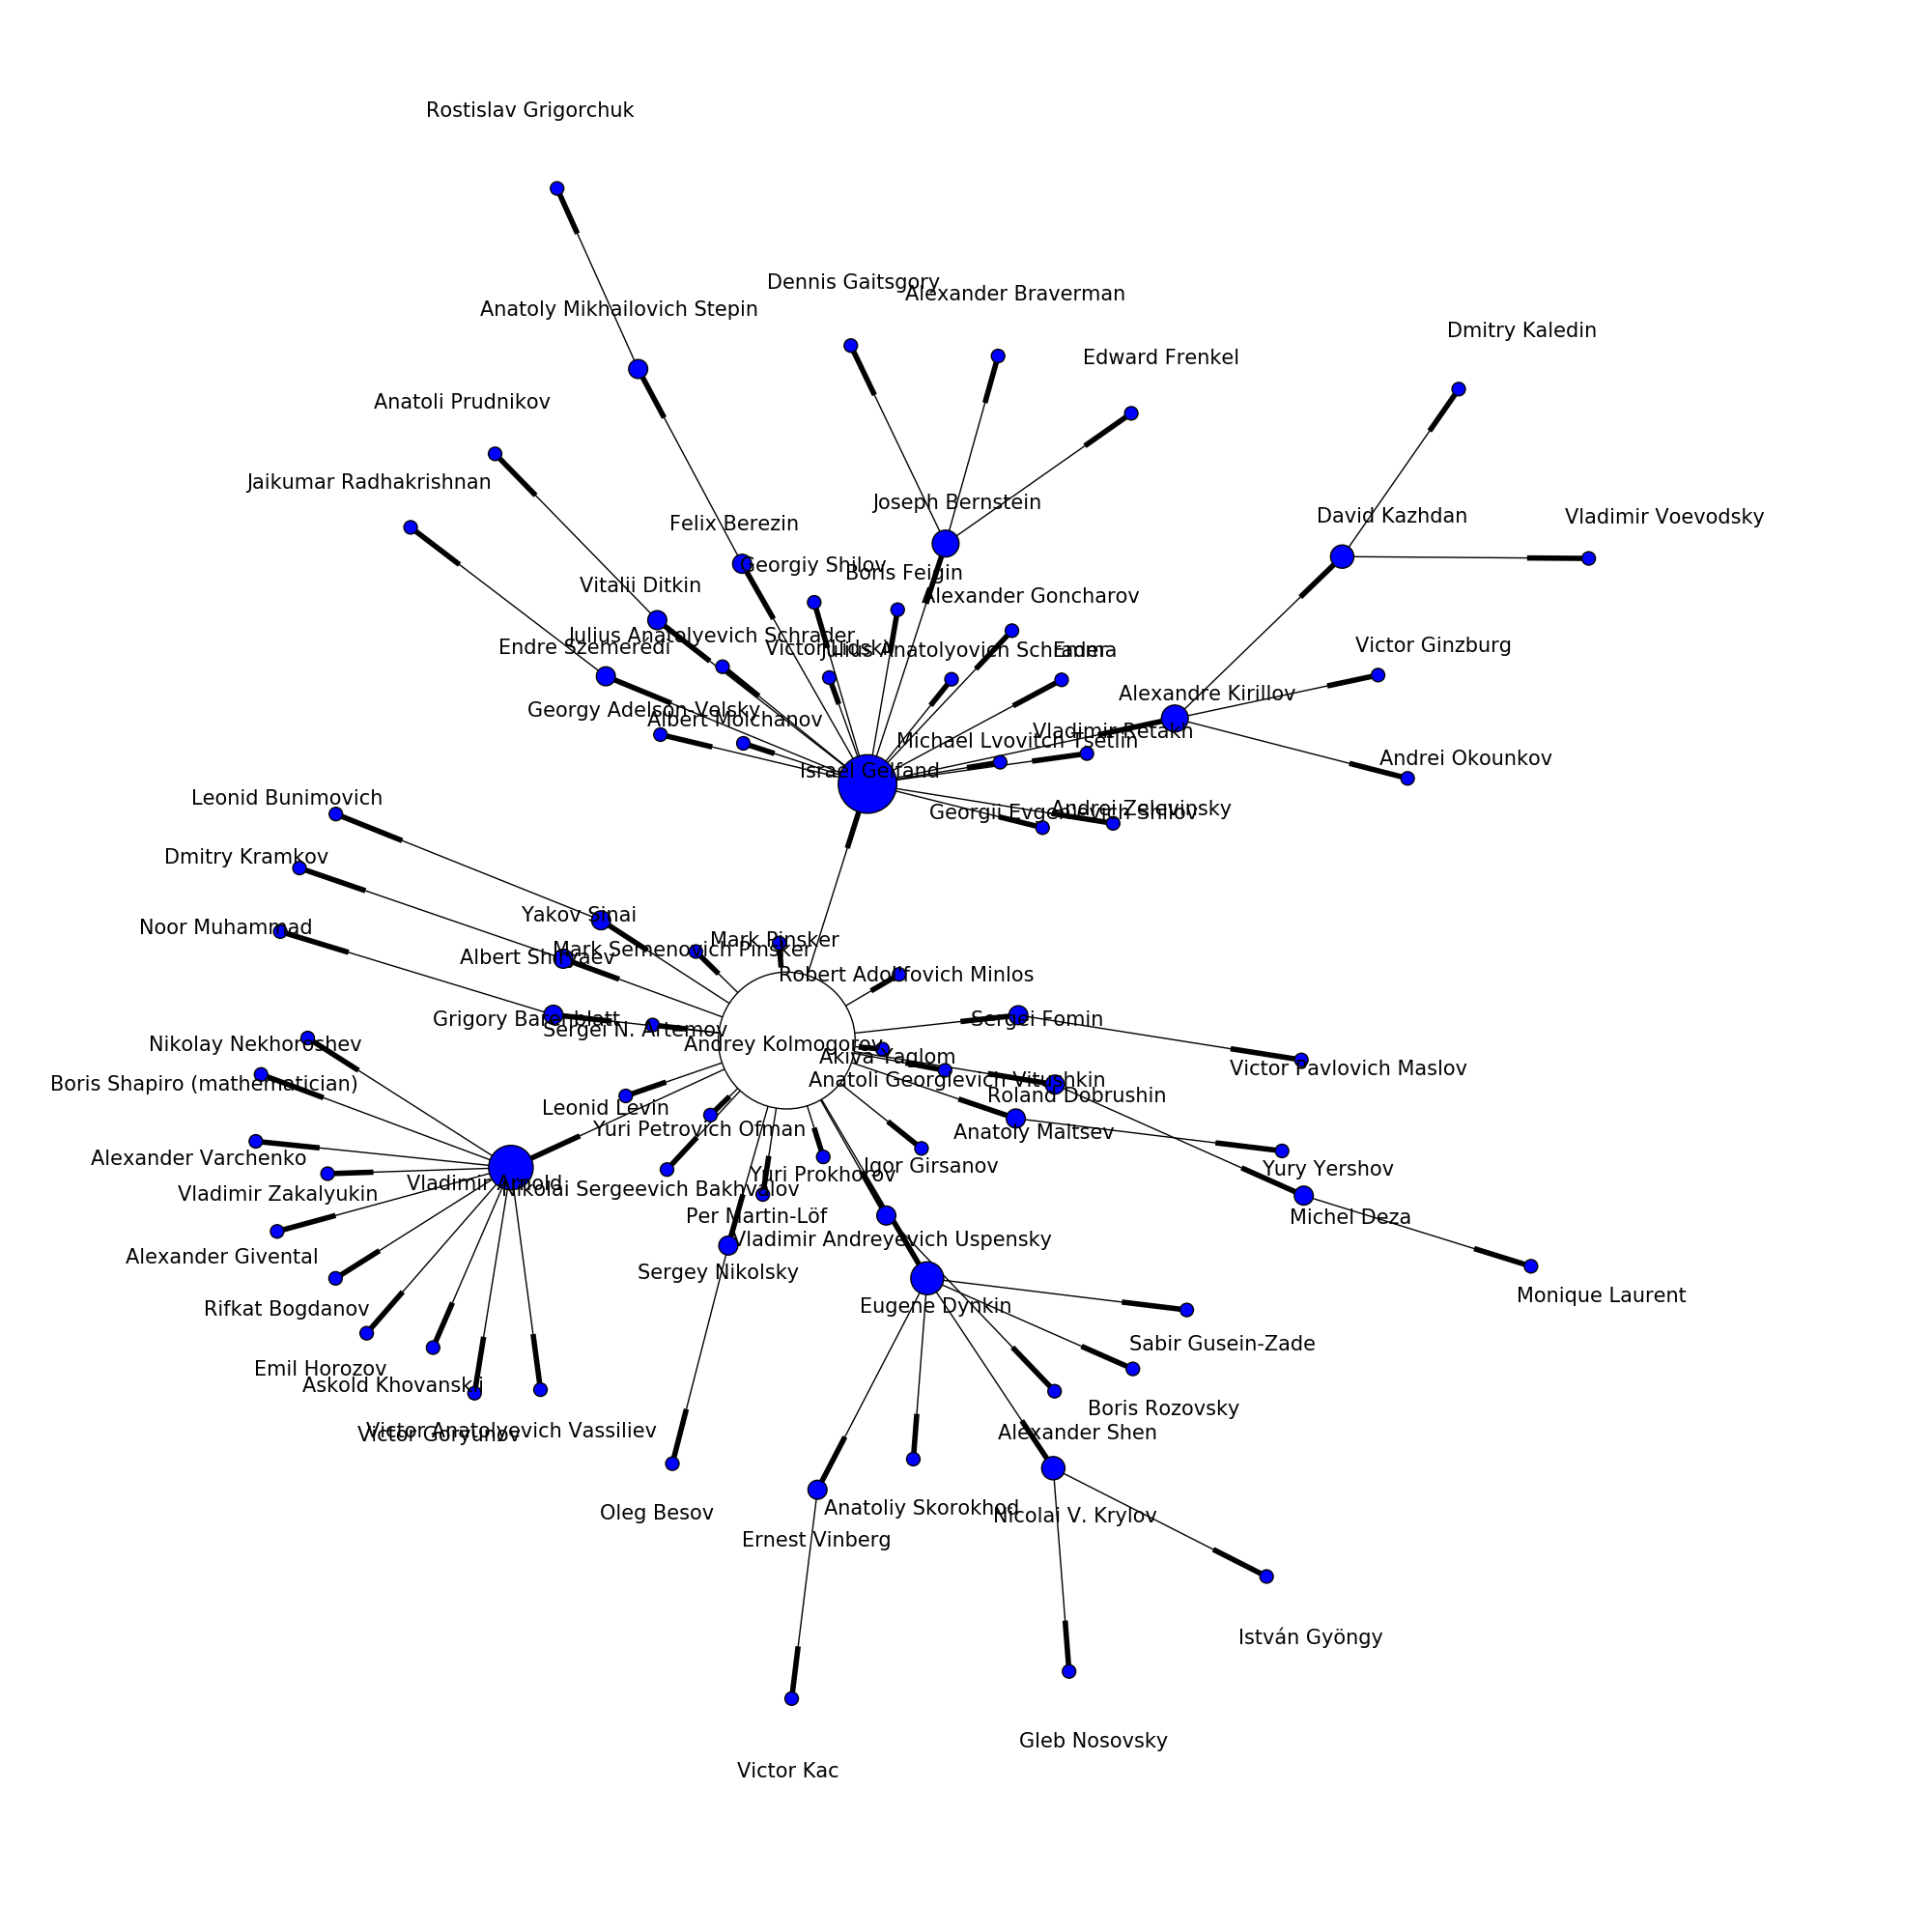 Rostislav Grigorchuk
Dennis Gaitsgory
Alexander Braverman
Anatoly Mikhailovich Stepin
Dmitry Kaledin
Edward Frenkel
Anatoli Prudnikov
Jaikumar Radhakrishnan
Joseph Bernstein
David Kazhdan
Vladimir Voevodsky
Felix Berezin
Georgiy Shilov
Boris Feigin
Vitalii Ditkin
Alexander Goncharov
Julius Anatolyevich Schrader
Endre Szemerédi
Victor Lidskii
Julius Anatolyovich Schrader
Emma
Victor Ginzburg
Alexandre Kirillov
Georgy Adelson-Velsky
Albert Molchanov
Vladimir Retakh
Michael Lvovitch Tsetlin
Andrei Okounkov
Israel Gelfand
Leonid Bunimovich
Andrei Zelevinsky
Georgii Evgen'evich Shilov
Dmitry Kramkov
Yakov Sinai
Noor Muhammad
Mark Pinsker
Mark Semenovich Pinsker
Albert Shiryaev
Robert Adol'fovich Minlos
Grigory Barenblatt
Sergei Fomin
Sergei N. Artemov
Nikolay Nekhoroshev
Andrey Kolmogorov
Akiva Yaglom
Victor Pavlovich Maslov
Boris Shapiro (mathematician)
Anatoli Georgievich Vitushkin
Roland Dobrushin
Leonid Levin
Yuri Petrovich Ofman
Anatoly Maltsev
Alexander Varchenko
Igor Girsanov
Yury Yershov
Yuri Prokhorov
Vladimir Arnold
Nikolai Sergeevich Bakhvalov
Vladimir Zakalyukin
Per Martin-Löf
Michel Deza
Vladimir Andreyevich Uspensky
Alexander Givental
Sergey Nikolsky
Monique Laurent
Eugene Dynkin
Rifkat Bogdanov
Sabir Gusein-Zade
Emil Horozov
Askold Khovanskii
Boris Rozovsky
Victor Anatolyevich Vassiliev
Victor Goryunov
Alexander Shen
Oleg Besov
Anatoliy Skorokhod
Nicolai V. Krylov
Ernest Vinberg
István Gyöngy
Gleb Nosovsky
Victor Kac